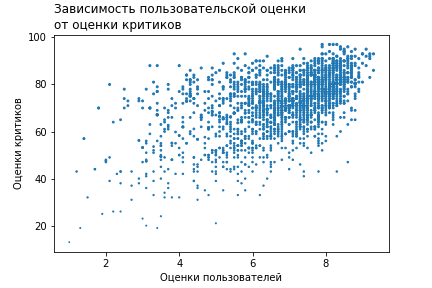 Зависимость пользовательской оценки
от оценки критиков
100
80
60
40
20
Оценки критиков
2 4 6 8
Оценки пользователей